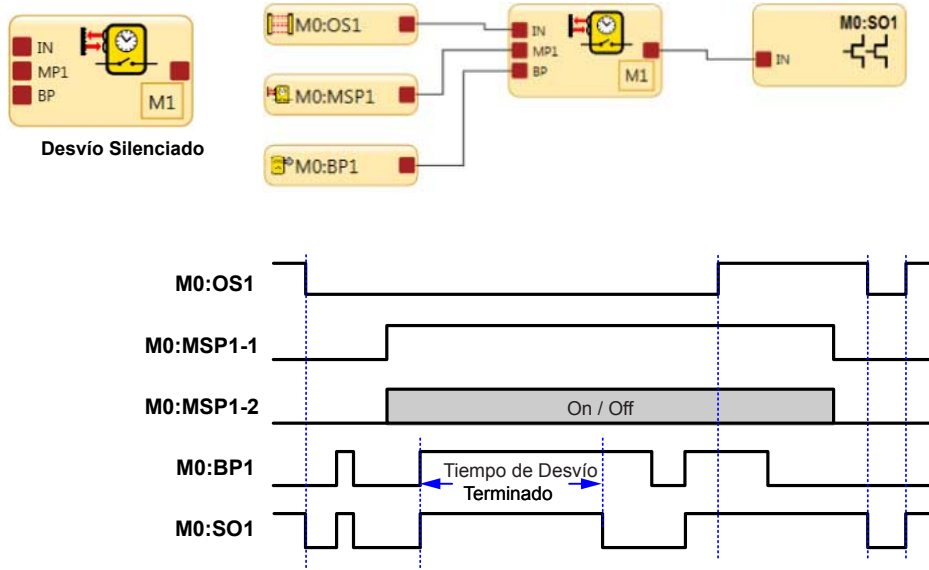 IN
MP1
BP
M1
Desvío Silenciado
M0:OS1
M0:MSP1
M0:BP1
IN
MP1
BP
M1
M0:SO1
IN
M0:OS1
M0:MSP1-1
M0:MSP1-2
On / Off
M0:BP1
Tiempo de Desvío
Terminado
M0:SO1